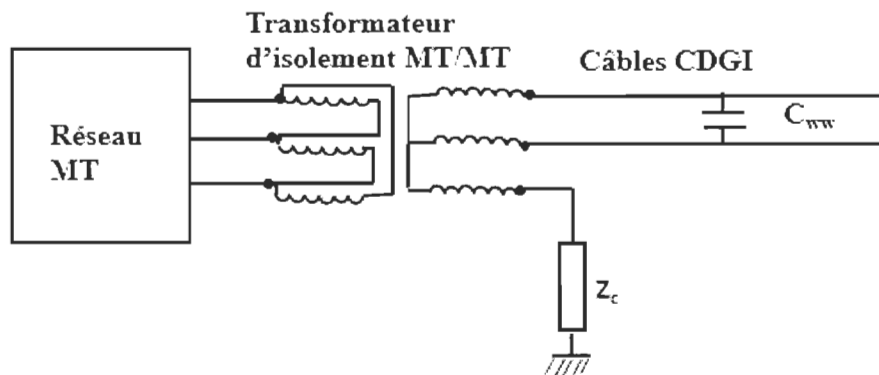 Transformateur
d'isolement MT/MT
Câbles CDGI
Réseau
MT
C_ww
Z_c